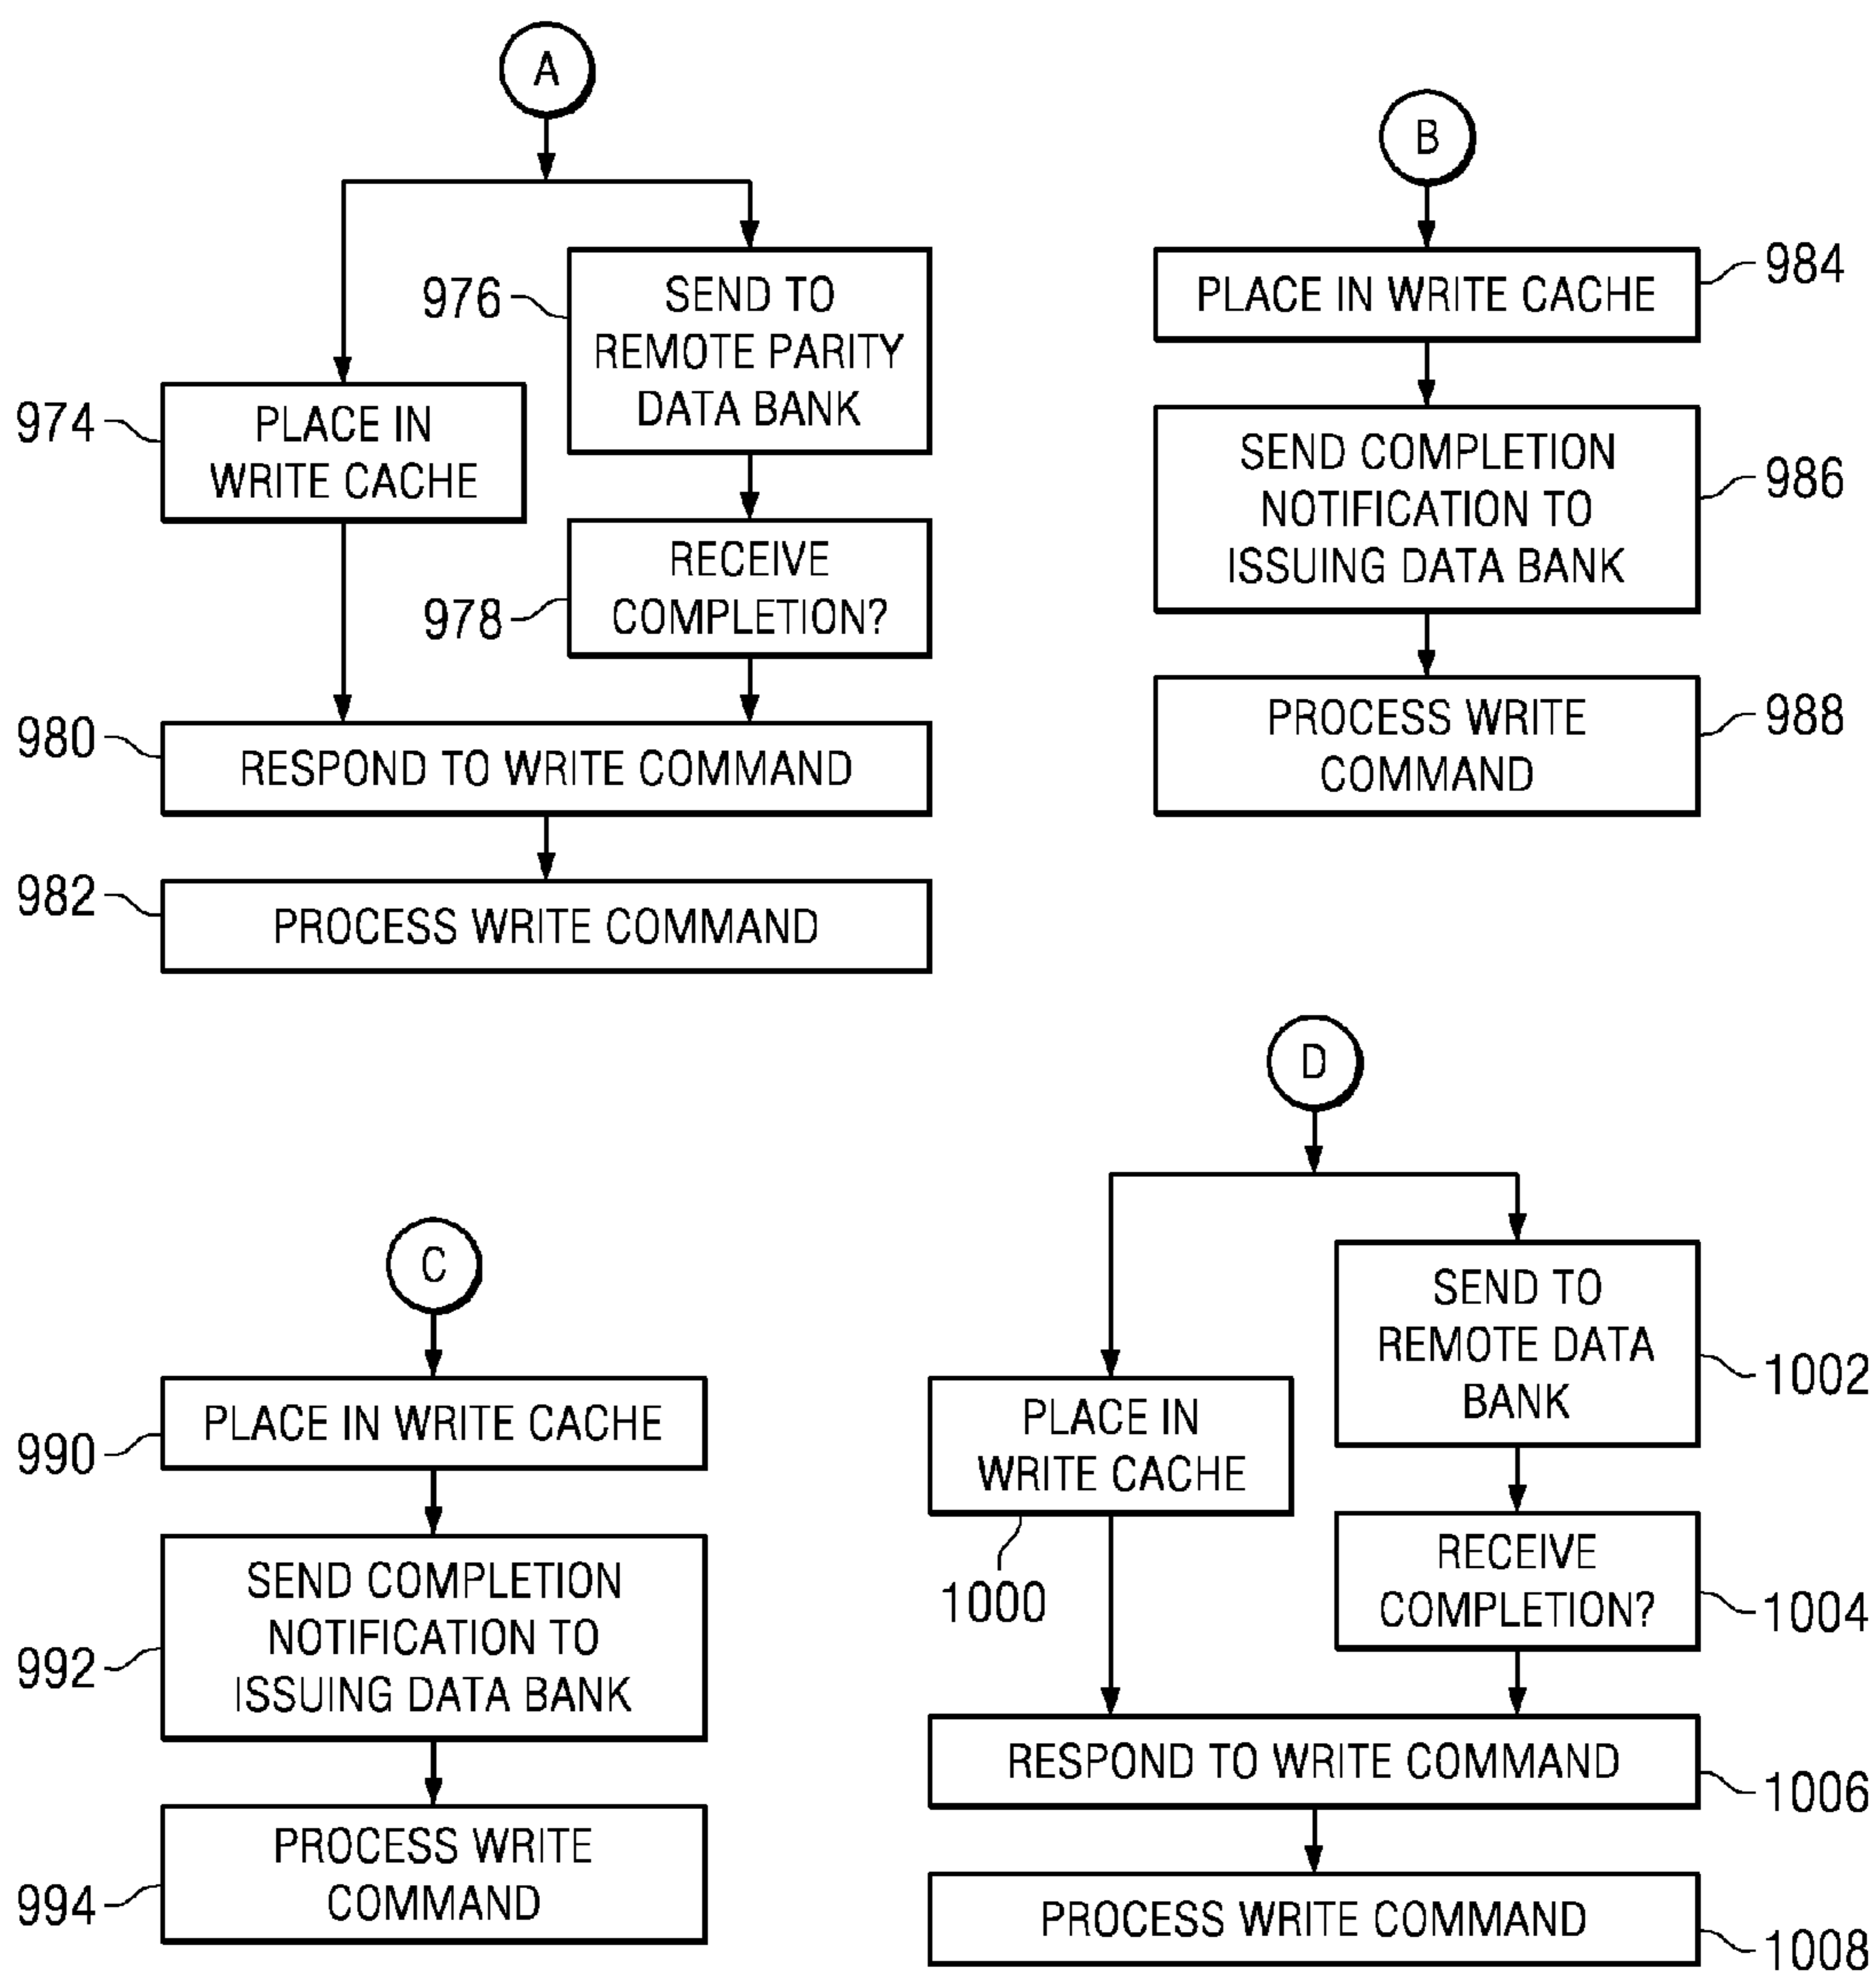 A
976
SEND TO
REMOTE PARITY
DATA BANK
974
PLACE IN
WRITE CACHE
978
RECEIVE
COMPLETION?
980
RESPOND TO WRITE COMMAND
982
PROCESS WRITE COMMAND
B
PLACE IN WRITE CACHE
984
SEND COMPLETION
NOTIFICATION TO
ISSUING DATA BANK
986
PROCESS WRITE
COMMAND
988
C
990
PLACE IN WRITE CACHE
992
SEND COMPLETION
NOTIFICATION TO
ISSUING DATA BANK
994
PROCESS WRITE
COMMAND
D
SEND TO
REMOTE DATA
BANK
1002
PLACE IN
WRITE CACHE
1000
RECEIVE
COMPLETION?
1004
RESPOND TO WRITE COMMAND
1006
PROCESS WRITE COMMAND
1008